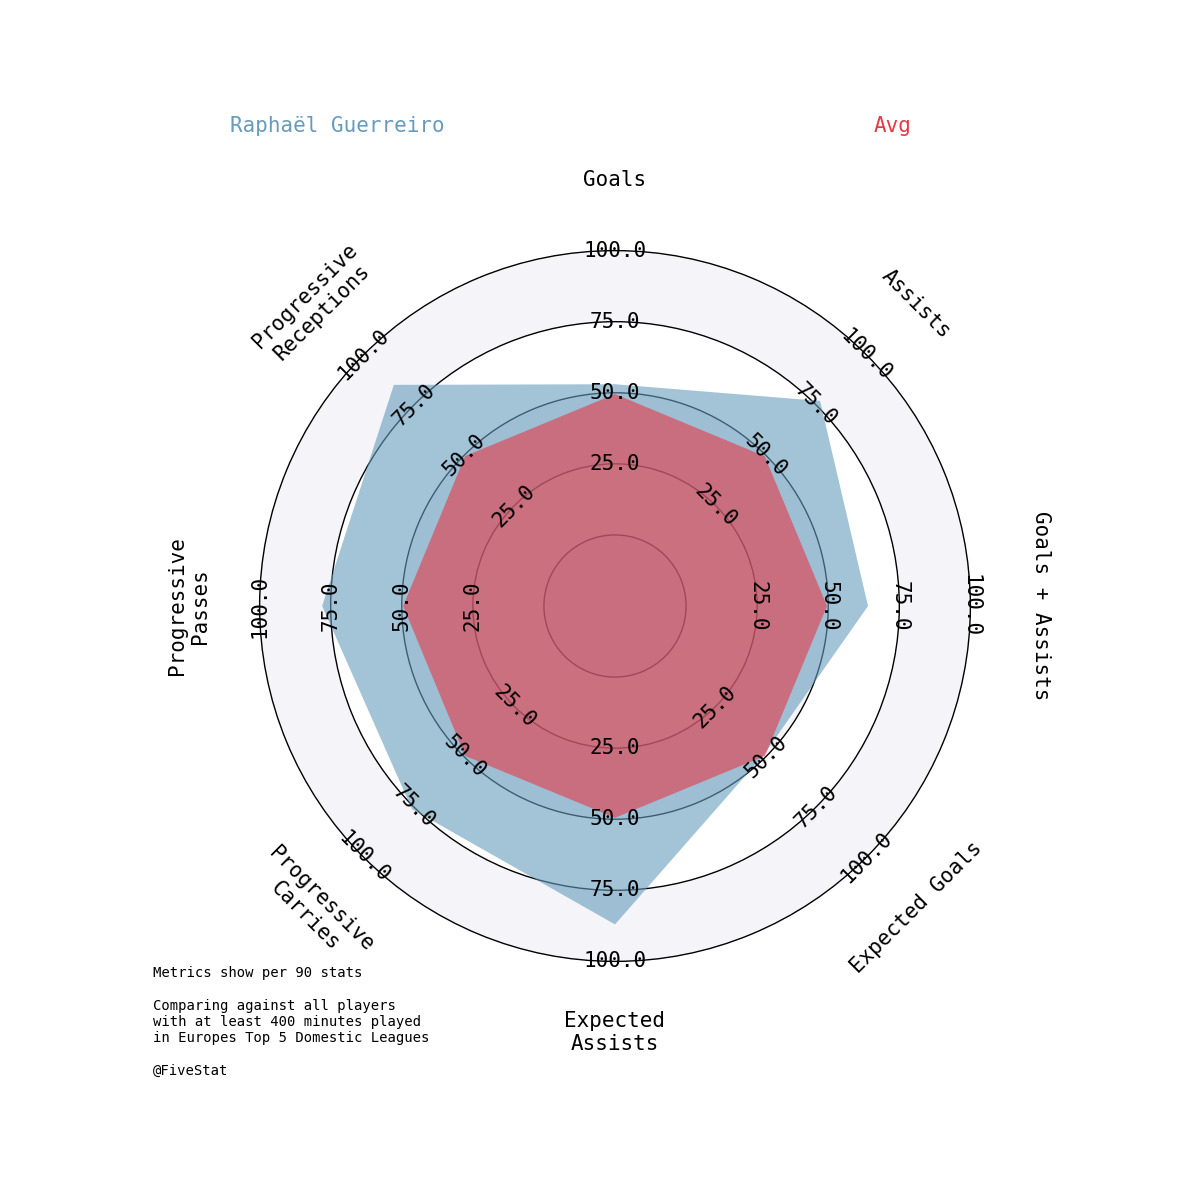 Raphaël Guerreiro
Avg
Goals
Progressive
Receptions
Assists
100.0
100.0
100.0
75.0
75.0
75.0
50.0
50.0
50.0
25.0
25.0
25.0
Progressive
Passes
100.0
75.0
50.0
25.0
25.0
50.0
75.0
100.0
Goals + Assists
25.0
25.0
25.0
50.0
50.0
50.0
75.0
75.0
75.0
100.0
100.0
100.0
Progressive
Carries
Expected Goals
Expected
Assists
Metrics show per 90 stats
Comparing against all players
with at least 400 minutes played
in Europes Top 5 Domestic Leagues
@FiveStat